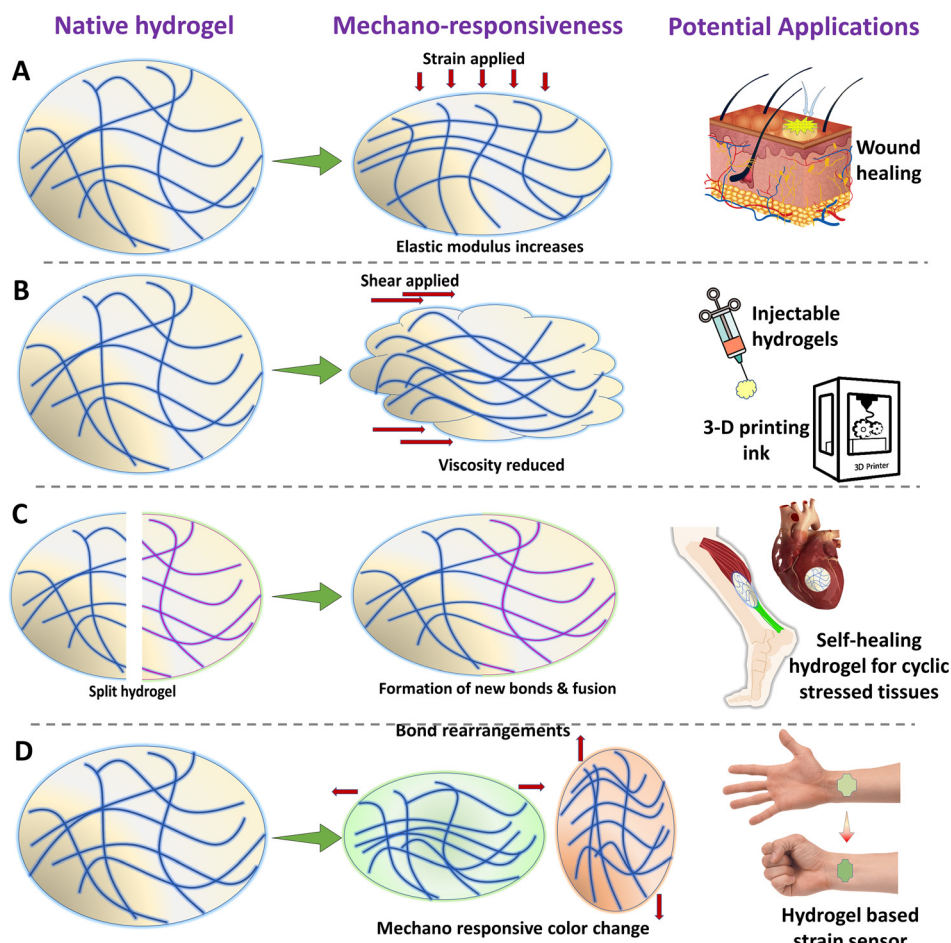 Native hydrogel
Mechano-responsiveness
Potential Applications
A
Strain applied
Elastic modulus increases
Wound
healing
B
Shear applied
Viscosity reduced
Injectable
hydrogels
3-D printing
ink
3D Printer
C
Split hydrogel
Formation of new bonds & fusion
Self-healing
hydrogel for cyclic
stressed tissues
Bond rearrangements
D
Mechano responsive color change
Hydrogel based
strain sensor